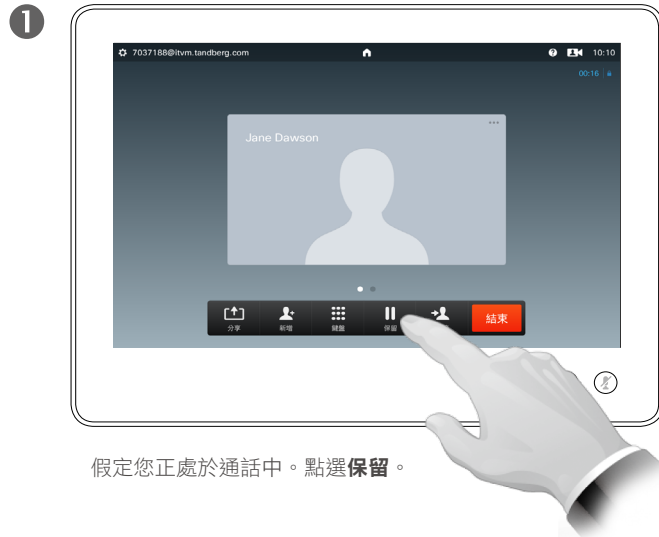 1
7037188@itvm.tandberg.com
? 10:10
00:16
Jane Dawson
分享 新增 鍵盤 保留 結束
假定您正處於通話中。點選保留。